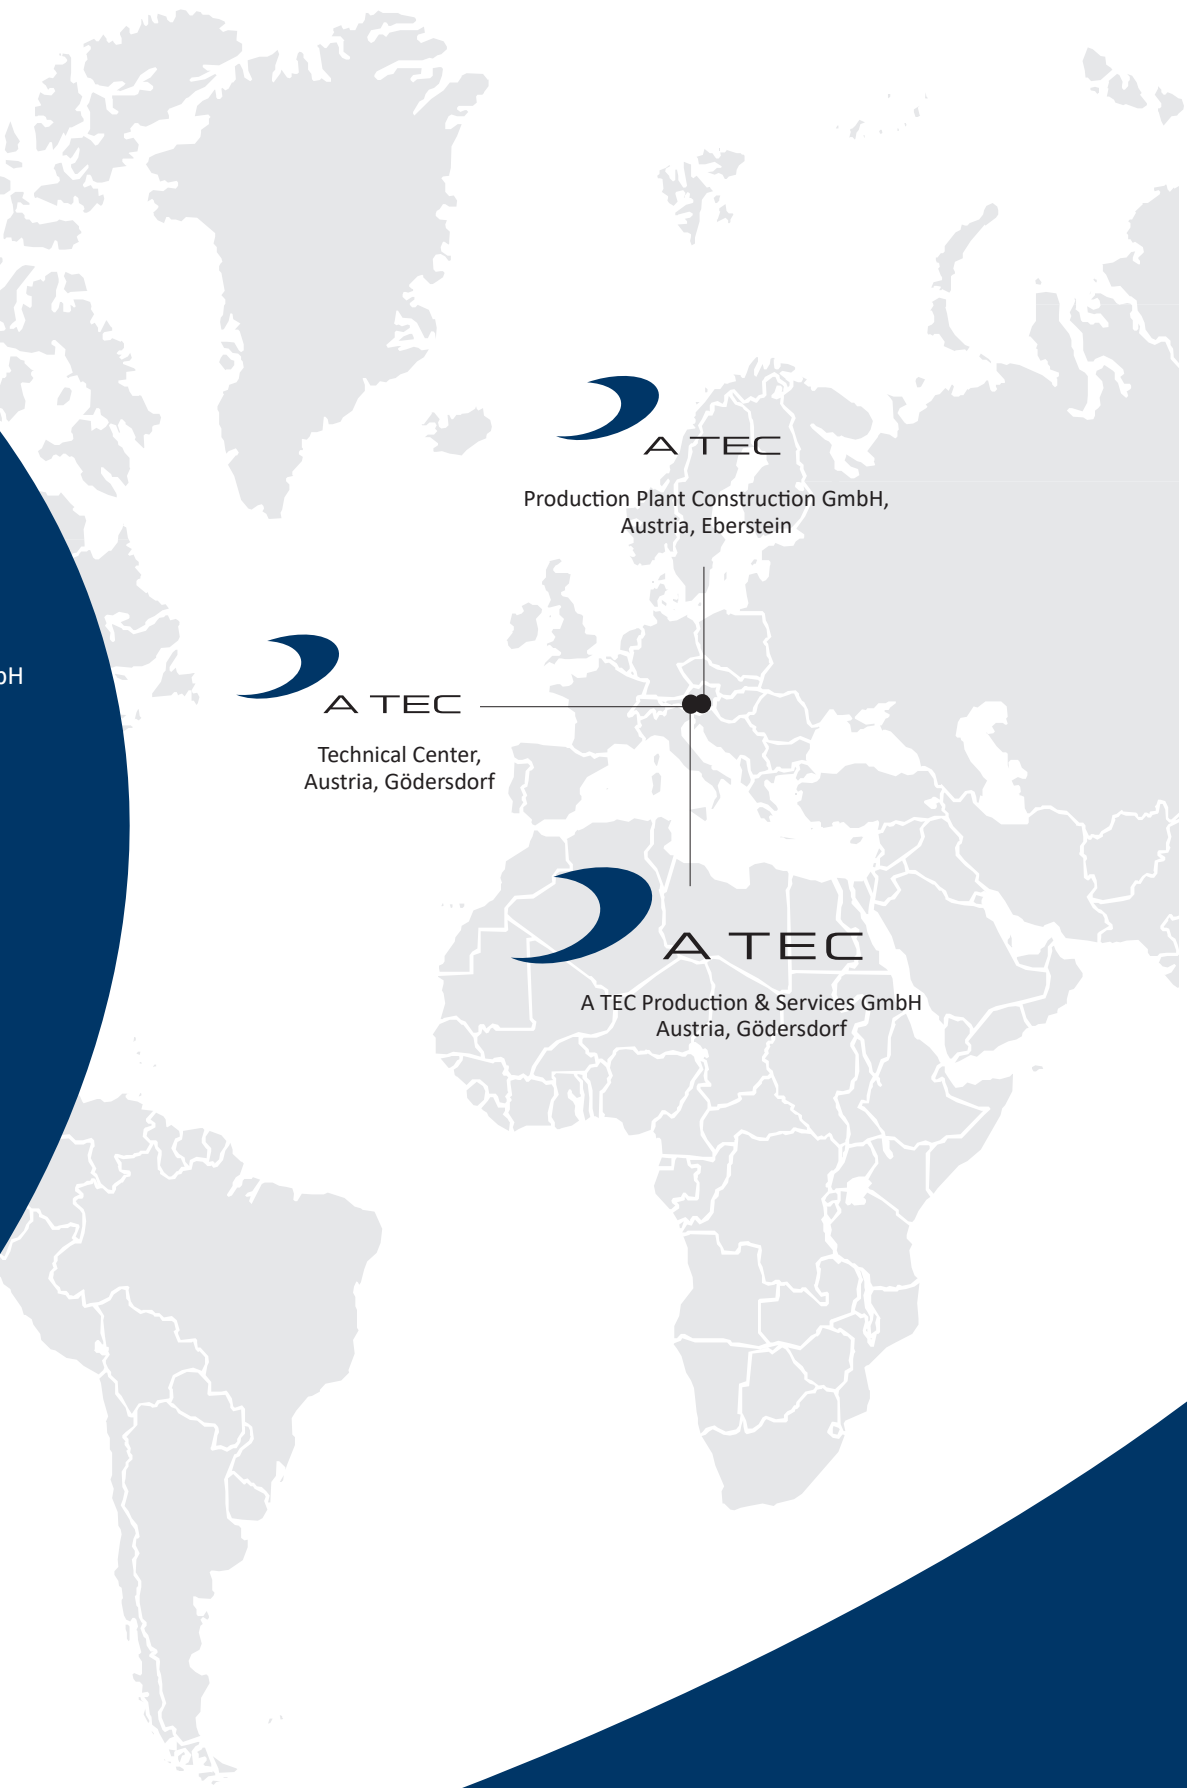 A TEC
Production Plant Construction GmbH,
Austria, Eberstein
bH
A TEC
Technical Center,
Austria, Gödersdorf
A TEC
A TEC Production & Services GmbH
Austria, Gödersdorf